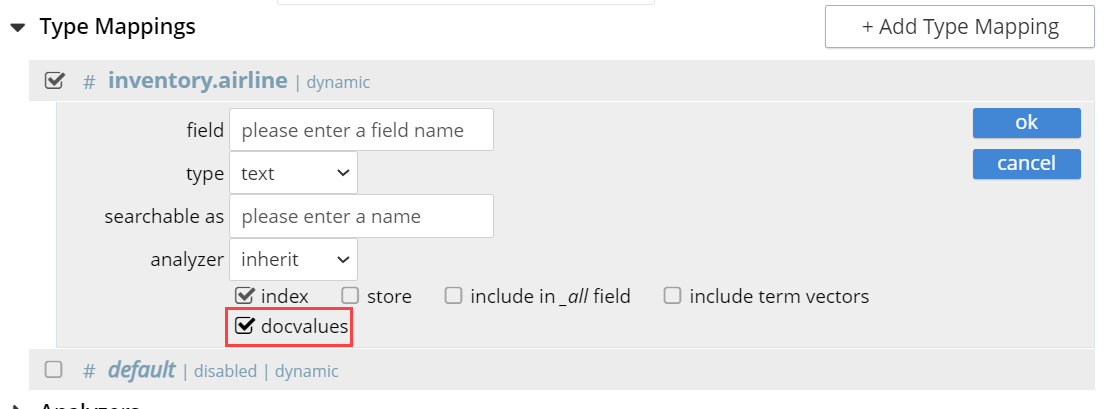 Type Mappings
+ Add Type Mapping
# inventory.airline | dynamic
field please enter a field name
ok
type text
cancel
searchable as please enter a name
analyzer inherit
index store include in _all field include term vectors
docvalues
# default | disabled | dynamic
Analyzers